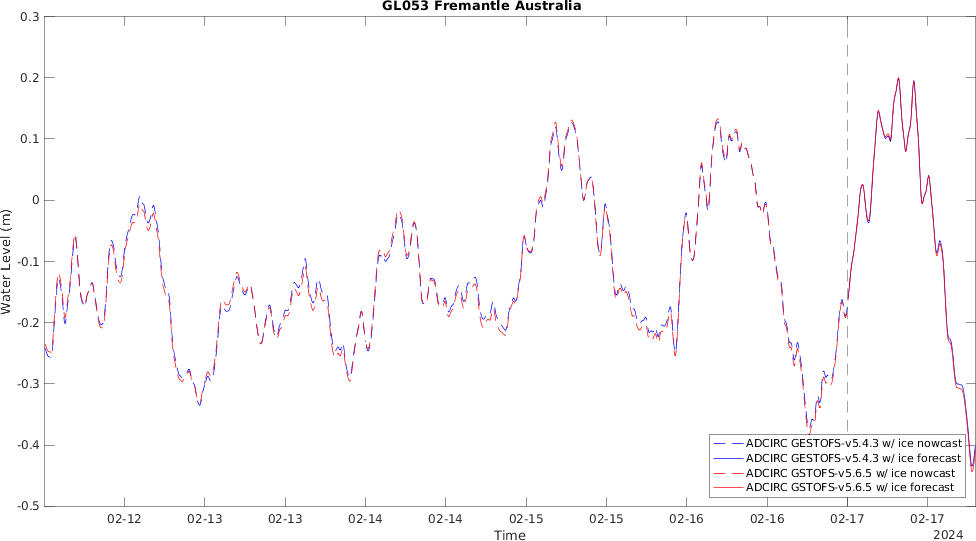 GL053 Fremantle Australia
0.3
0.2
0.1
0
-0.1
-0.2
-0.3
-0.4
-0.5
Water Level (m)
ADCIRC GESTOFS-v5.4.3 w/ ice nowcast
ADCIRC GESTOFS-v5.4.3 w/ ice forecast
ADCIRC GSTOFS-v5.6.5 w/ ice nowcast
ADCIRC GSTOFS-v5.6.5 w/ ice forecast
02-12 02-13 02-13 02-14 02-14 02-15 02-15 02-16 02-16 02-17 02-17
Time 2024